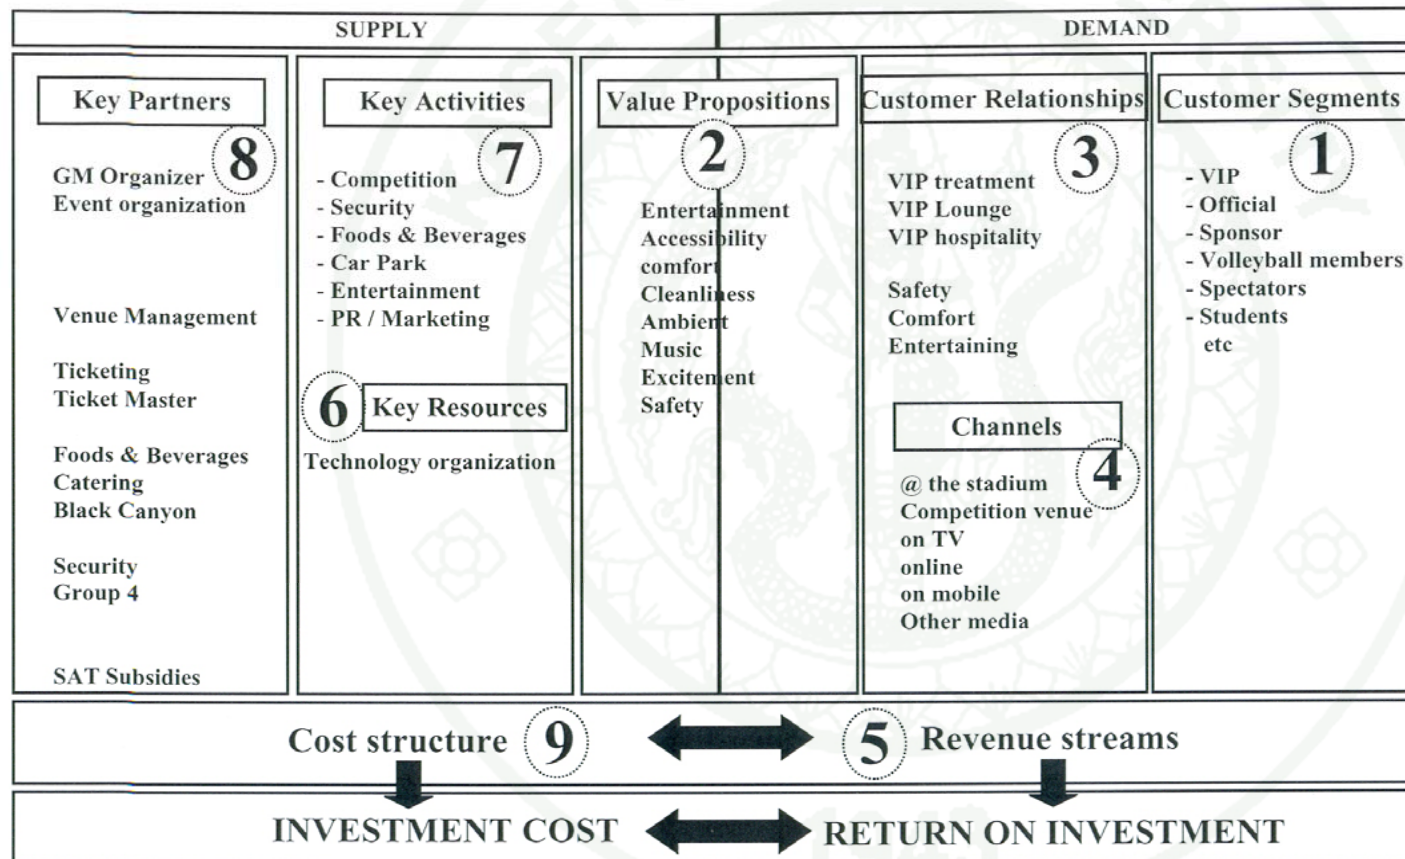 SUPPLY
DEMAND
Key Partners
8
GM Organizer
Event organization
Venue Management
Ticketing
Ticket Master
Foods & Beverages
Catering
Black Canyon
Security
Group 4
SAT Subsidies
Key Activities
7
- Competition
- Security
- Foods & Beverages
- Car Park
- Entertainment
- PR / Marketing
6
Key Resources
Technology organization
Value Propositions
2
Entertainment
Accessibility
comfort
Cleanliness
Ambient
Music
Excitement
Safety
Customer Relationships
3
VIP treatment
VIP Lounge
VIP hospitality
Safety
Comfort
Entertaining
Channels
4
@ the stadium
Competition venue
on TV
online
on mobile
Other media
Customer Segments
1
- VIP
- Official
- Sponsor
- Volleyball members
- Spectators
- Students
etc
Cost structure 9
5 Revenue streams
INVESTMENT COST
RETURN ON INVESTMENT